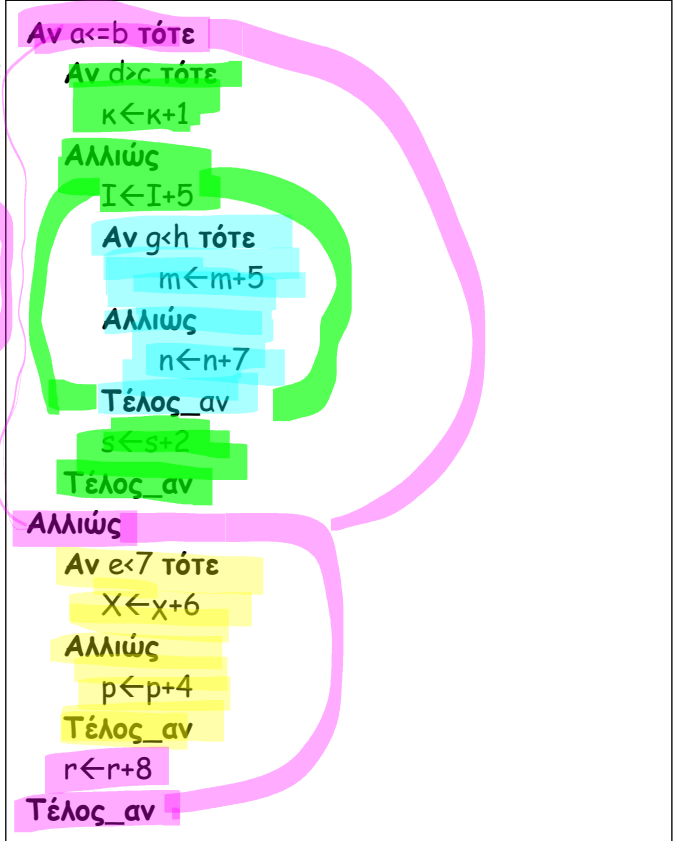 Αν a<=b τότε
Αν d>c τότε
κ←κ+1
Αλλιώς
I←I+5
Αν g<h τότε
m←m+5
Αλλιώς
n←n+7
Τέλος_αν
s←s+2
Τέλος_αν
Αλλιώς
Αν e<7 τότε
X←χ+6
Αλλιώς
p←p+4
Τέλος_αν
r←r+8
Τέλος_αν